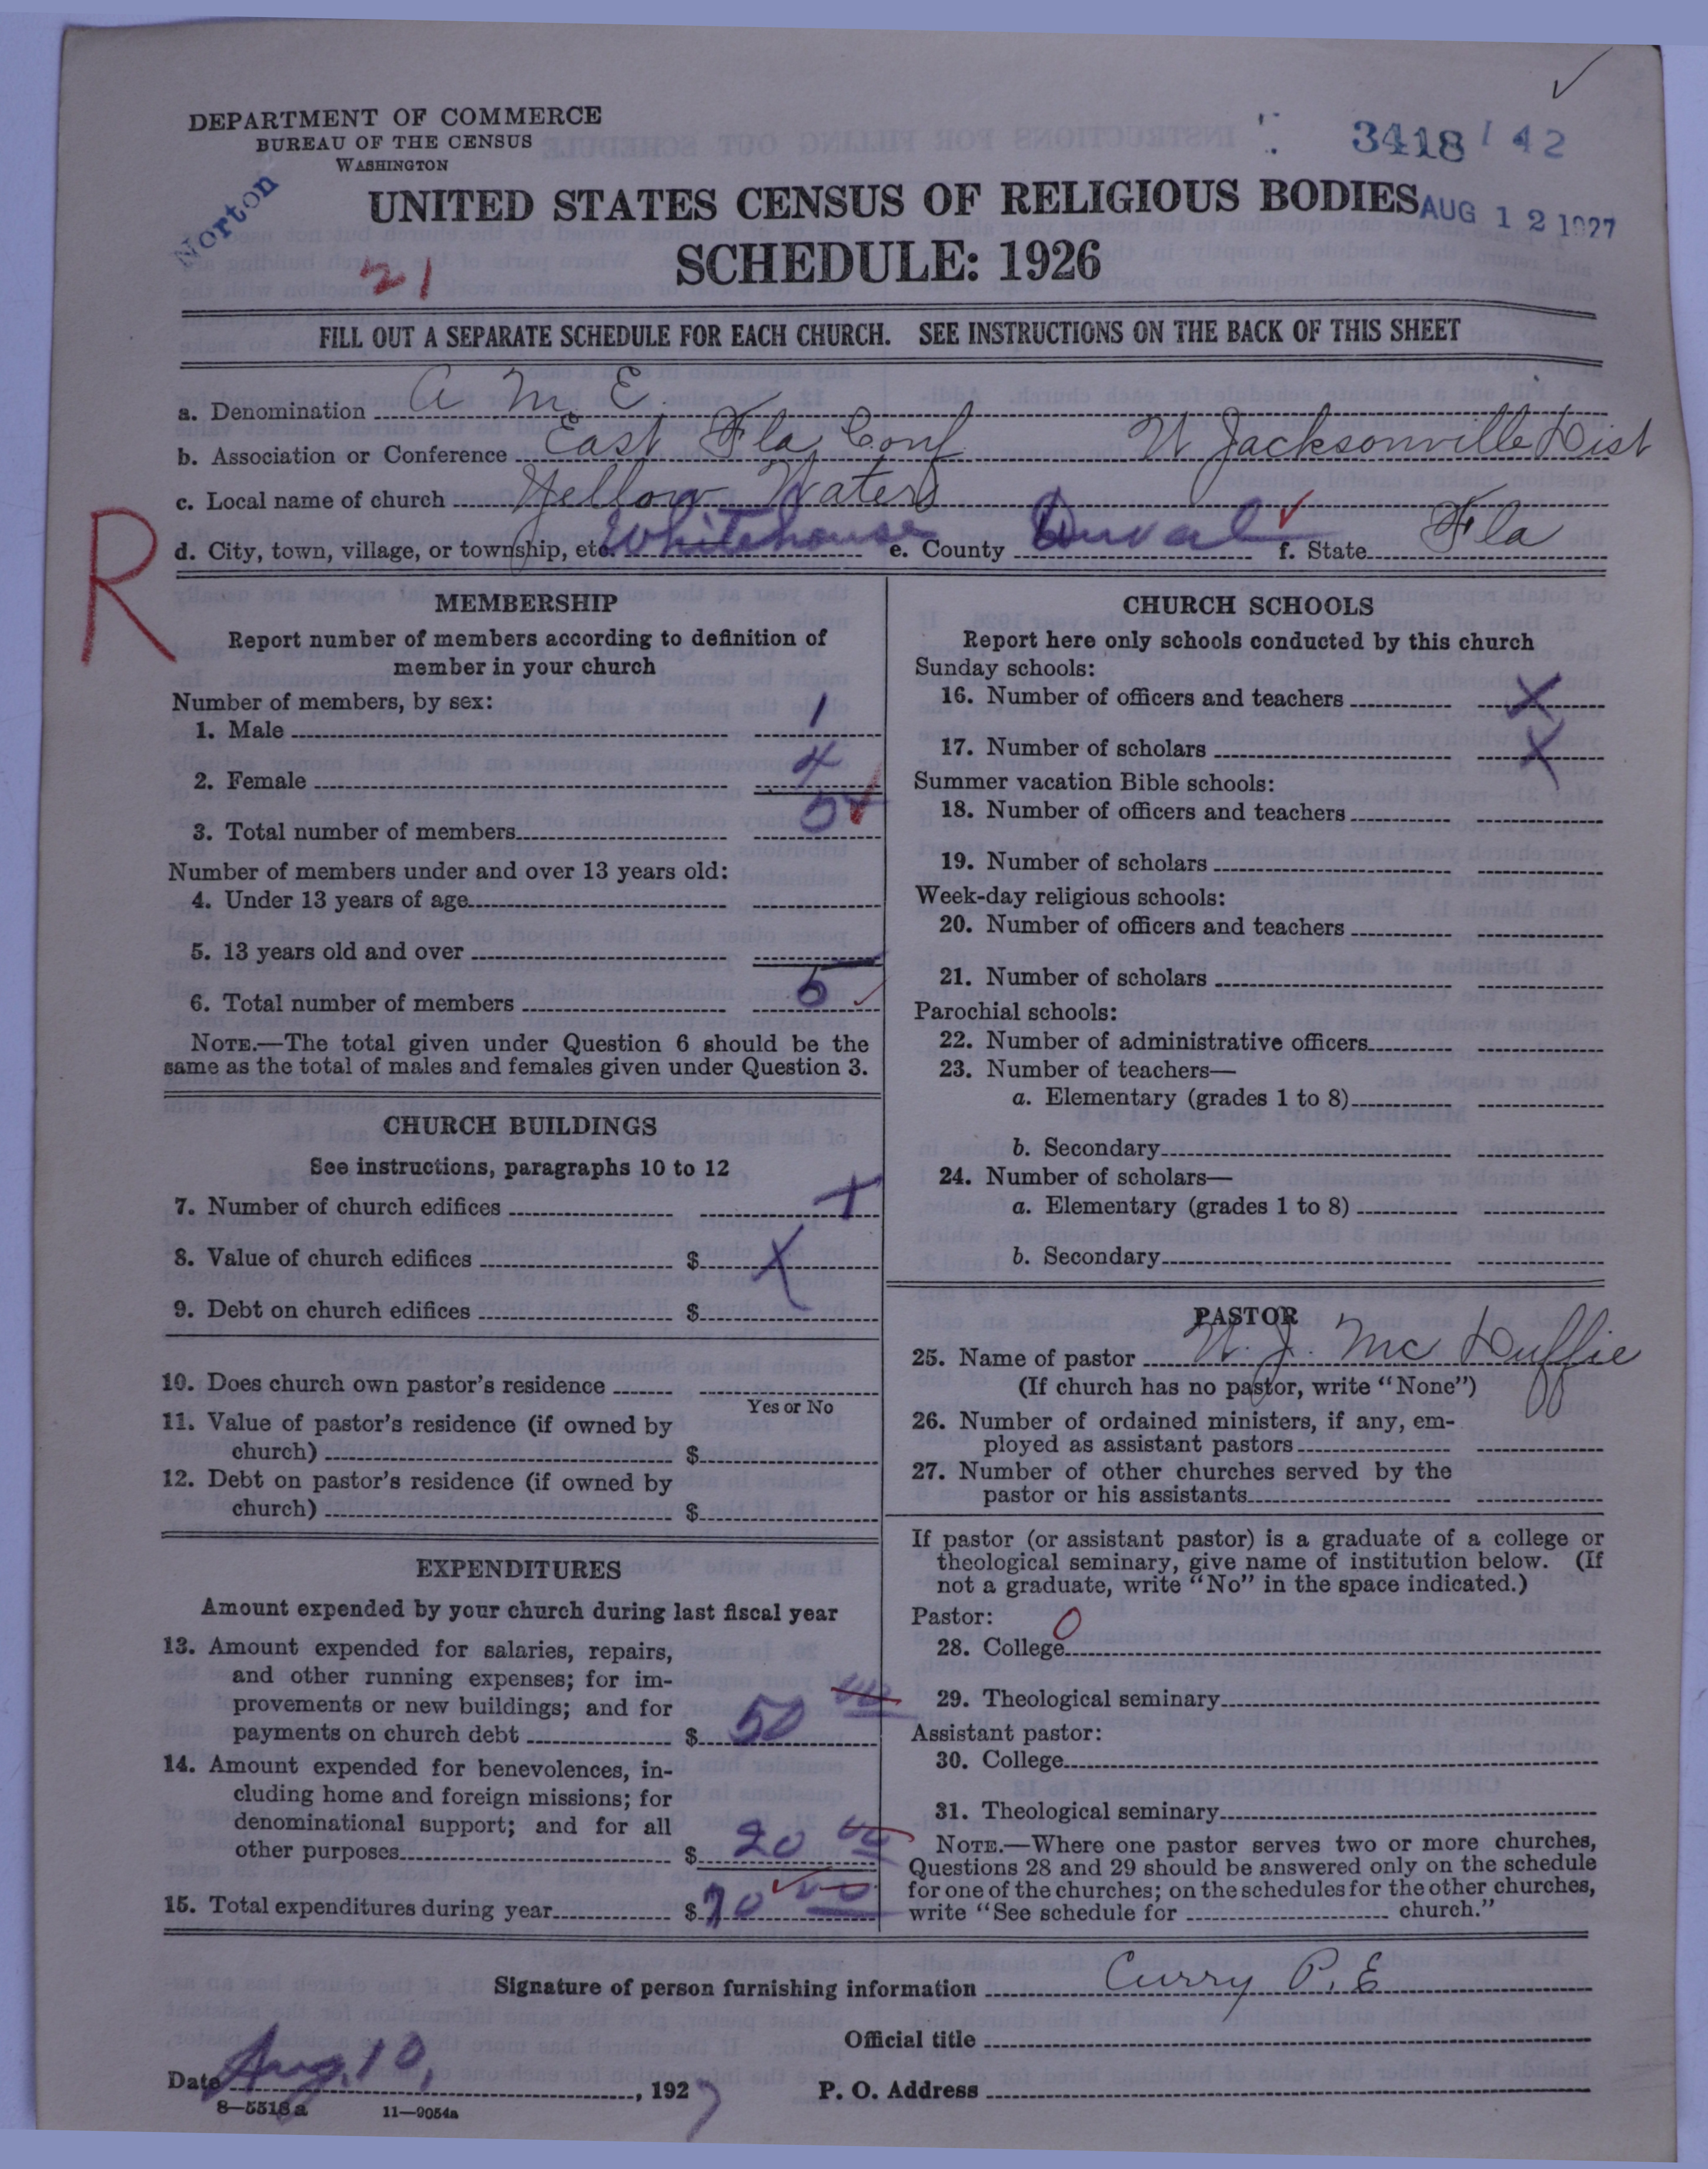 DEPARTMENT OF COMMERCE
BUREAU OF THE CENSUS
WASHINGTON
Norton
3418 142
UNITED STATES CENSUS OF RELIGIOUS BODIES
AUG 12 1927
21
SCHEDULE: 1926
FILL OUT A SEPARATE SCHEDULE FOR EACH CHURCH. SEE INSTRUCTIONS ON THE BACK OF THIS SHEET
a. Denomination A M E
b. Association or Conference East Fla Conf W Jacksonville Dist
c. Local name of church Yellow Waters
d. City, town, village, or township, etc. Whitehouse e. County Duval f. State Fla
R
MEMBERSHIP
Report number of members according to definition of
member in your church
Number of members, by sex:
1. Male 1
2. Female 4
3. Total number of members 5
Number of members under and over 13 years old:
4. Under 13 years of age
5. 13 years old and over
6. Total number of members 5
NOTE.—The total given under Question 6 should be the
same as the total of males and females given under Question 3.
CHURCH BUILDINGS
See instructions, paragraphs 10 to 12
7. Number of church edifices X
8. Value of church edifices $ X
9. Debt on church edifices $
10. Does church own pastor's residence
Yes or No
11. Value of pastor's residence (if owned by
church) $
12. Debt on pastor's residence (if owned by
church) $
EXPENDITURES
Amount expended by your church during last fiscal year
13. Amount expended for salaries, repairs,
and other running expenses; for im-
provements or new buildings; and for
payments on church debt $ 50 00
14. Amount expended for benevolences, in-
cluding home and foreign missions; for
denominational support; and for all
other purposes $ 20 00
15. Total expenditures during year $ 70 00
CHURCH SCHOOLS
Report here only schools conducted by this church
Sunday schools:
16. Number of officers and teachers X
17. Number of scholars X
Summer vacation Bible schools:
18. Number of officers and teachers
19. Number of scholars
Week-day religious schools:
20. Number of officers and teachers
21. Number of scholars
Parochial schools:
22. Number of administrative officers
23. Number of teachers—
a. Elementary (grades 1 to 8)
b. Secondary
24. Number of scholars—
a. Elementary (grades 1 to 8)
b. Secondary
PASTOR
25. Name of pastor W. J. McDuffie
(If church has no pastor, write "None")
26. Number of ordained ministers, if any, em-
ployed as assistant pastors
27. Number of other churches served by the
pastor or his assistants
If pastor (or assistant pastor) is a graduate of a college or
theological seminary, give name of institution below. (If
not a graduate, write "No" in the space indicated.)
Pastor:
28. College O
29. Theological seminary
Assistant pastor:
30. College
31. Theological seminary
NOTE.—Where one pastor serves two or more churches,
Questions 28 and 29 should be answered only on the schedule
for one of the churches; on the schedules for the other churches,
write "See schedule for church."
Signature of person furnishing information Curry P.E
Official title
Date Aug. 10, 1927
P. O. Address
8—5518a 11—9054a